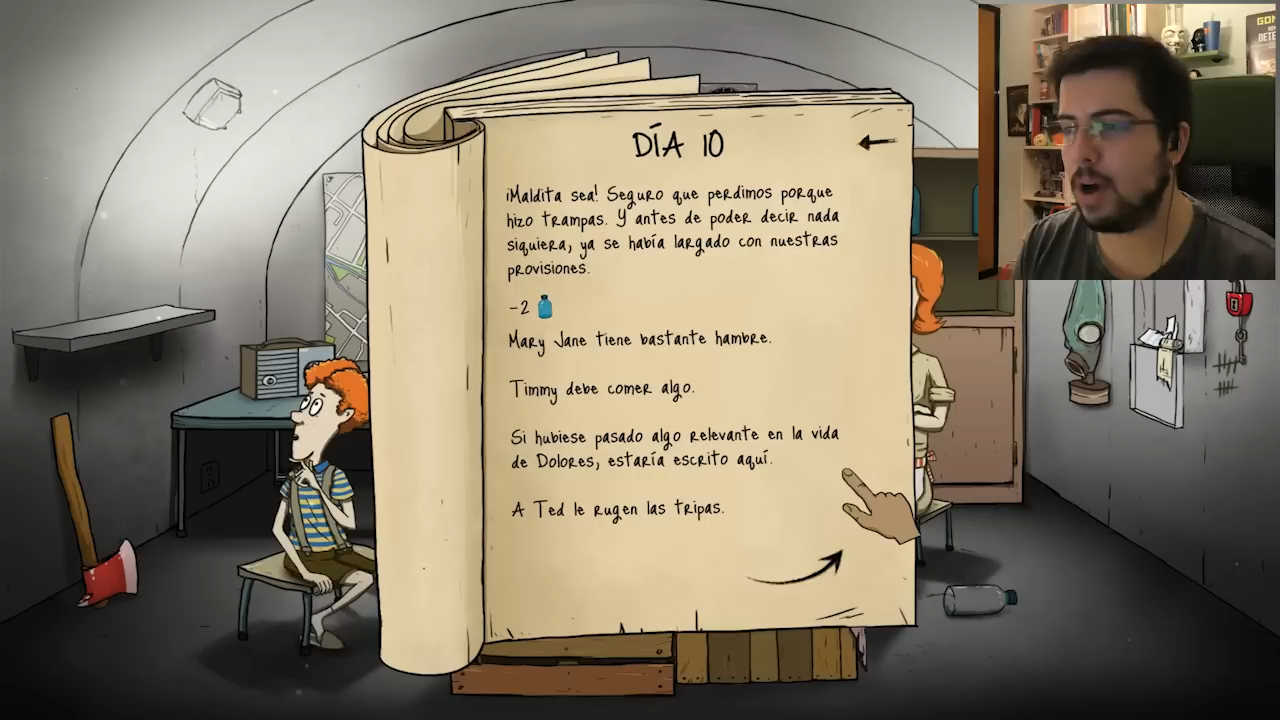 DÍA 10
¡Maldita sea! Seguro que perdimos porque
hizo trampas. Y antes de poder decir nada
siquiera, ya se había largado con nuestras
provisiones.
-2
Mary Jane tiene bastante hambre.
Timmy debe comer algo.
Si hubiese pasado algo relevante en la vida
de Dolores, estaría escrito aquí.
A Ted le rugen las tripas.